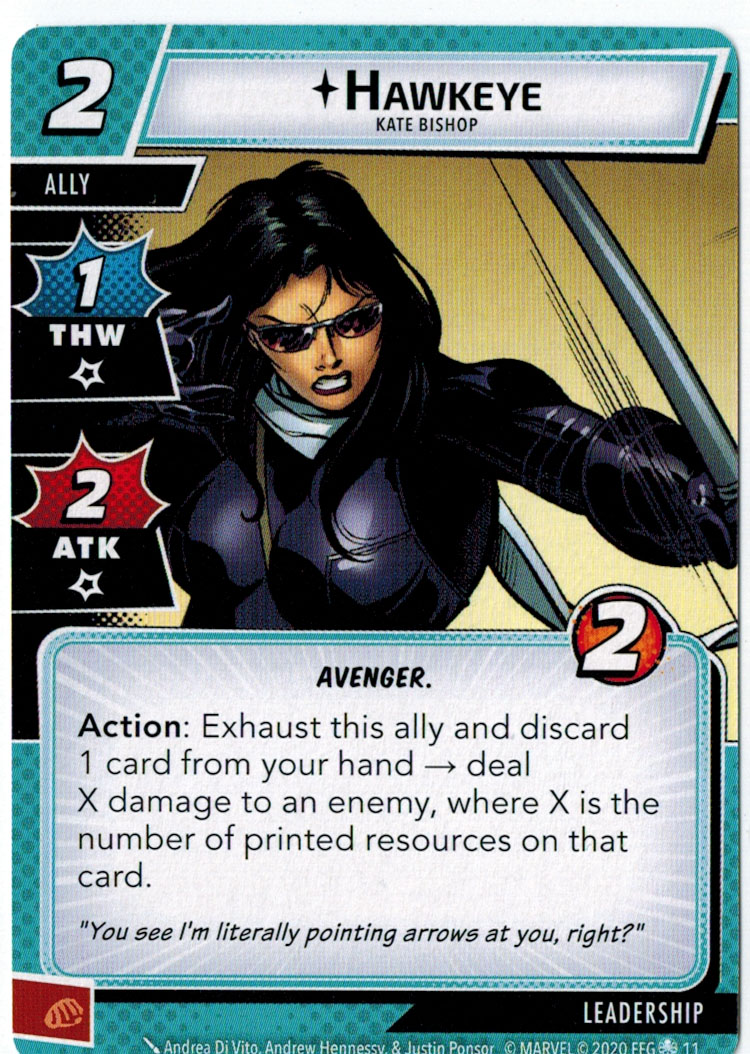 2
HAWKEYE
KATE BISHOP
ALLY
1
THW
2
ATK
2
AVENGER.
Action: Exhaust this ally and discard
1 card from your hand → deal
X damage to an enemy, where X is the
number of printed resources on that
card.
"You see I'm literally pointing arrows at you, right?"
LEADERSHIP
Andrea Di Vito, Andrew Hennessy, & Justin Ponsor © MARVEL © 2020 FFG 11